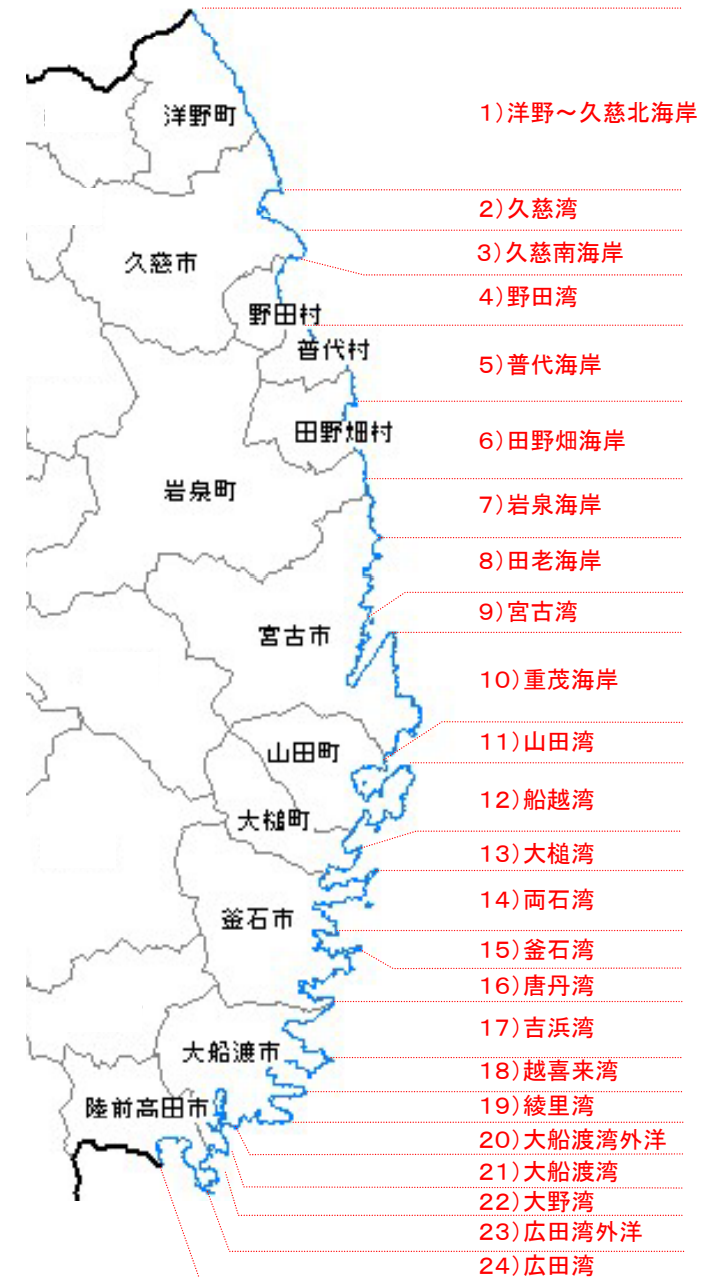 洋野町
久慈市
野田村
普代村
田野畑村
岩泉町
宮古市
山田町
大槌町
釜石市
大船渡市
陸前高田市
1)洋野～久慈北海岸
2)久慈湾
3)久慈南海岸
4)野田湾
5)普代海岸
6)田野畑海岸
7)岩泉海岸
8)田老海岸
9)宮古湾
10)重茂海岸
11)山田湾
12)船越湾
13)大槌湾
14)両石湾
15)釜石湾
16)唐丹湾
17)吉浜湾
18)越喜来湾
19)綾里湾
20)大船渡湾外洋
21)大船渡湾
22)大野湾
23)広田湾外洋
24)広田湾